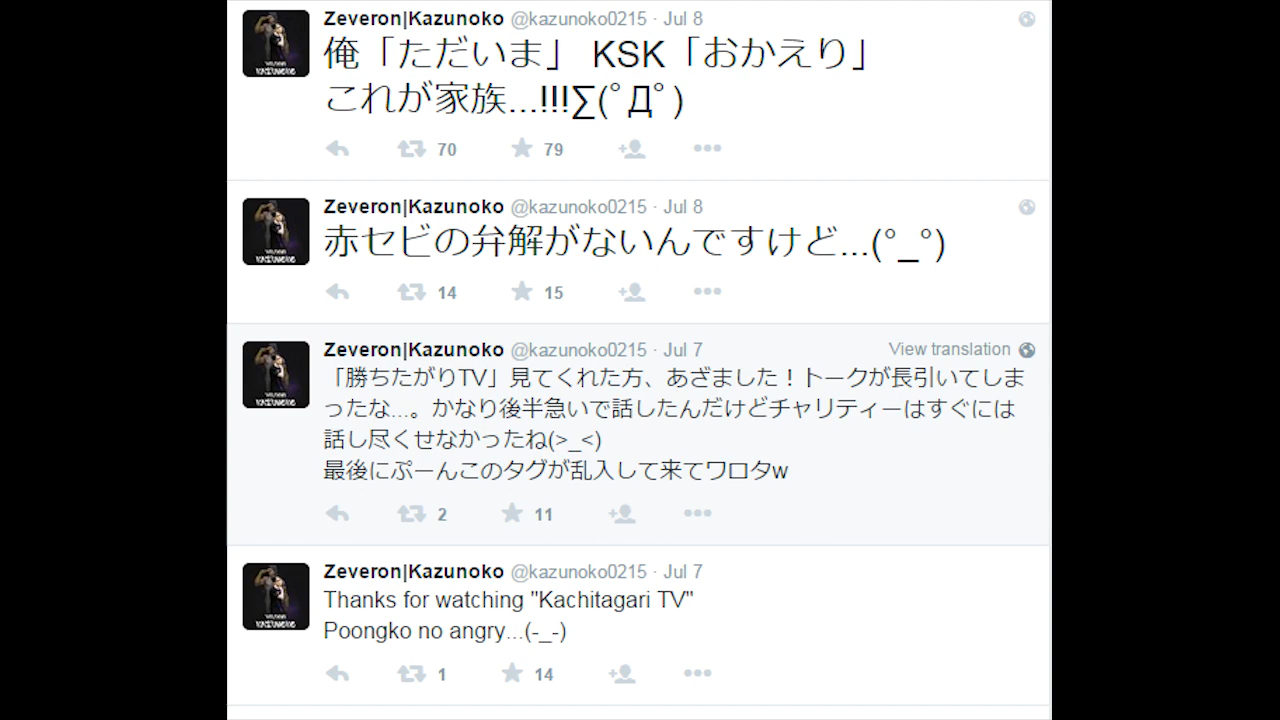 Zeveron|Kazunoko @kazunoko0215 · Jul 8
俺「ただいま」 KSK「おかえり」
これが家族...!!!∑(ﾟДﾟ)
70 79
Zeveron|Kazunoko @kazunoko0215 · Jul 8
赤セビの弁解がないんですけど...(°_°)
14 15
Zeveron|Kazunoko @kazunoko0215 · Jul 7 View translation
「勝ちたがりTV」見てくれた方、あざました！トークが長引いてしま
ったな...。かなり後半急いで話したんだけどチャリティーはすぐには
話し尽くせなかったね(>_<)
最後にぷーんこのタグが乱入して来てワロタw
2 11
Zeveron|Kazunoko @kazunoko0215 · Jul 7
Thanks for watching "Kachitagari TV"
Poongko no angry...(-_-)
1 14